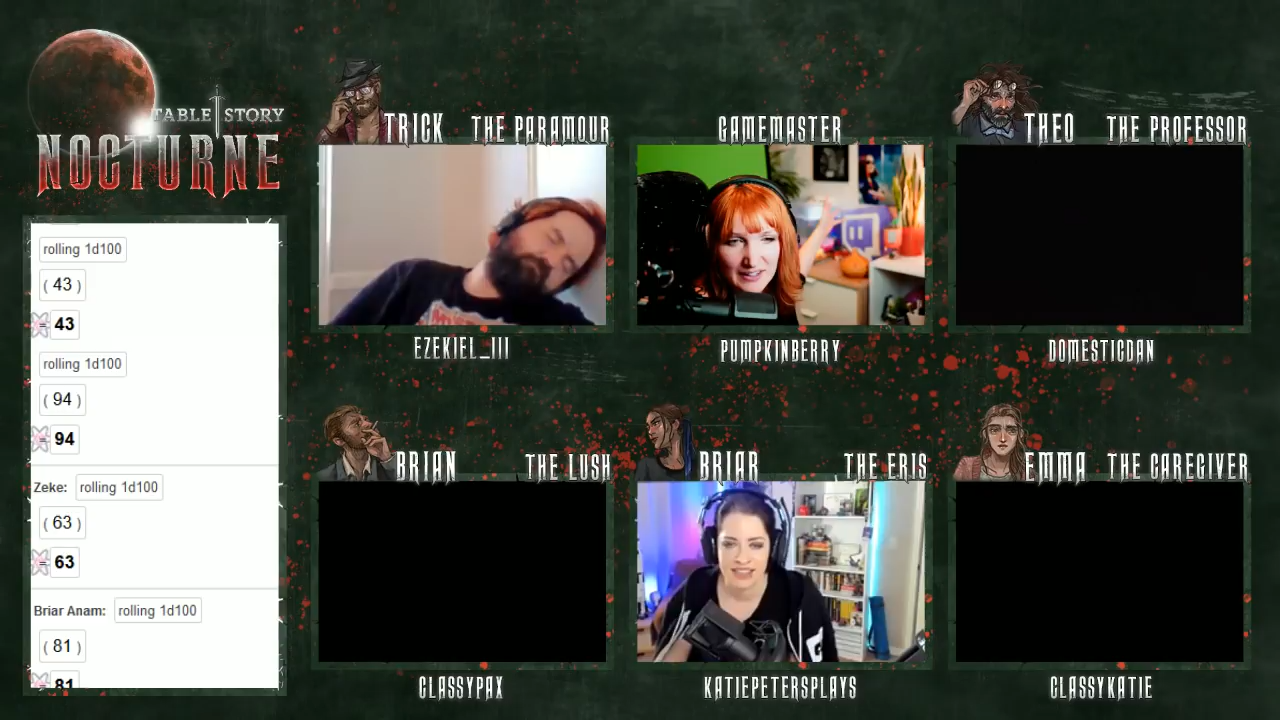 TABLE STORY
NOCTURNE
rolling 1d100
( 43 )
= 43
rolling 1d100
( 94 )
= 94
Zeke: rolling 1d100
( 63 )
= 63
Briar Anam: rolling 1d100
( 81 )
= 81
TRICK THE PARAMOUR
EZEKIEL_III
GAMEMASTER
PUMPKINBERRY
THEO THE PROFESSOR
DOMESTICDAN
BRIAN THE LUSH
CLASSYPAX
BRIAR THE ERIS
KATIEPETERSPLAYS
EMMA THE CAREGIVER
CLASSYKATIE